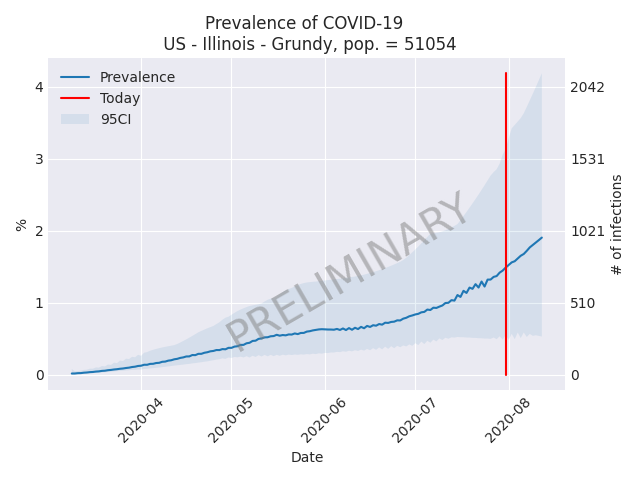 Prevalence of COVID-19
US - Illinois - Grundy, pop. = 51054
Prevalence
Today
95CI
4
3
2
1
0
%
2042
1531
1021
510
0
# of infections
PRELIMINARY
2020-04
2020-05
2020-06
2020-07
2020-08
Date